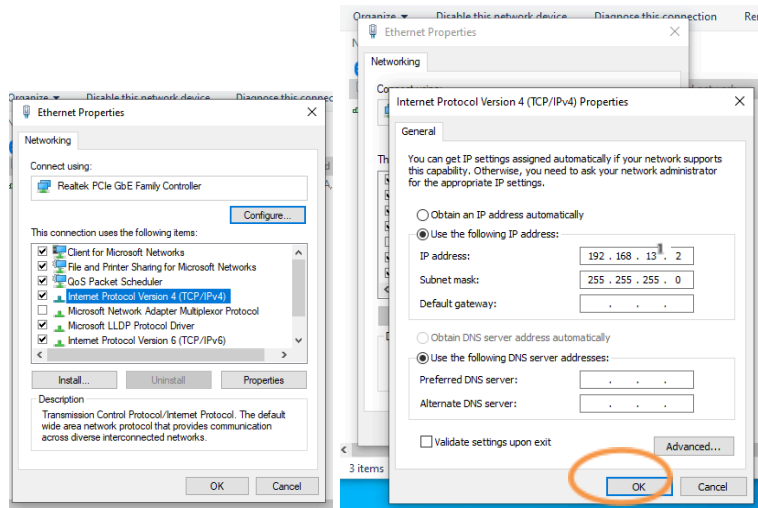 Organize ▼ Disable this network device Diagnose this connec
Ethernet Properties
Networking
Connect using:
Realtek PCIe GbE Family Controller
Configure...
This connection uses the following items:
Client for Microsoft Networks
File and Printer Sharing for Microsoft Networks
QoS Packet Scheduler
Internet Protocol Version 4 (TCP/IPv4)
Microsoft Network Adapter Multiplexor Protocol
Microsoft LLDP Protocol Driver
Internet Protocol Version 6 (TCP/IPv6)
Install... Uninstall Properties
Description
Transmission Control Protocol/Internet Protocol. The default
wide area network protocol that provides communication
across diverse interconnected networks.
OK Cancel
Organize ▼ Disable this network device Diagnose this connection Re
Ethernet Properties
Networking
Internet Protocol Version 4 (TCP/IPv4) Properties
General
You can get IP settings assigned automatically if your network supports
this capability. Otherwise, you need to ask your network administrator
for the appropriate IP settings.
Obtain an IP address automatically
Use the following IP address:
IP address: 192 . 168 . 13 . 2
Subnet mask: 255 . 255 . 255 . 0
Default gateway: . . .
Obtain DNS server address automatically
Use the following DNS server addresses:
Preferred DNS server: . . .
Alternate DNS server: . . .
Validate settings upon exit
Advanced...
3 items
OK Cancel